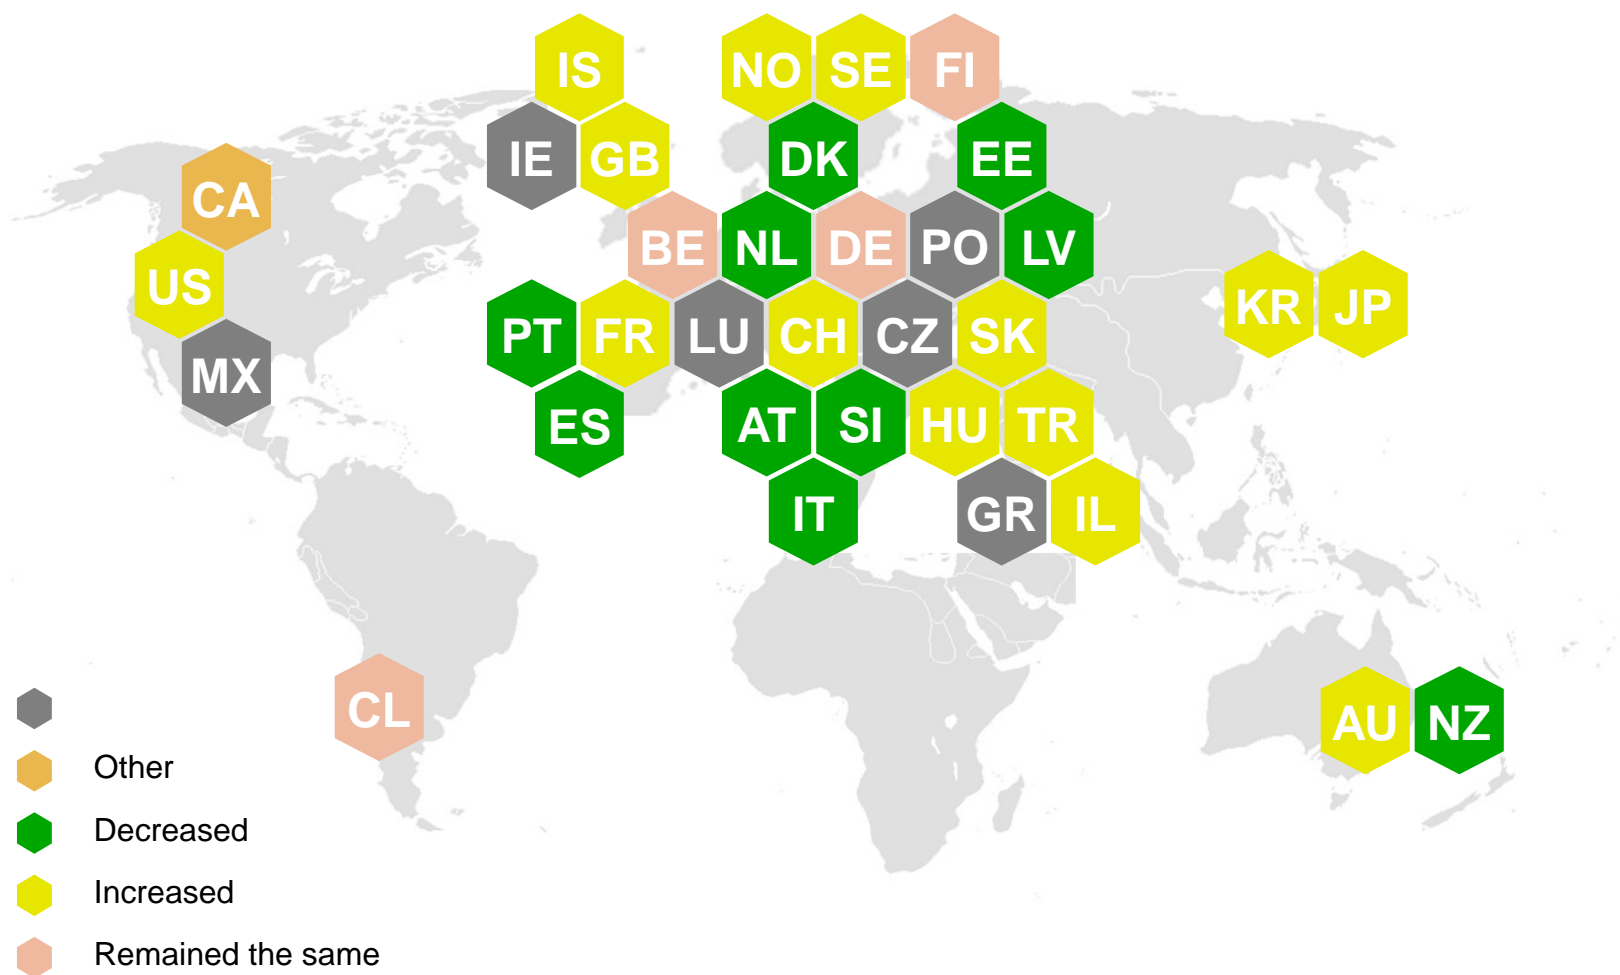 IS NO SE FI
IE GB DK EE
CA
BE NL DE PO LV
US
KR JP
PT FR LU CH CZ SK
MX
ES AT SI HU TR
IT GR IL
CL
AU NZ
Other
Decreased
Increased
Remained the same